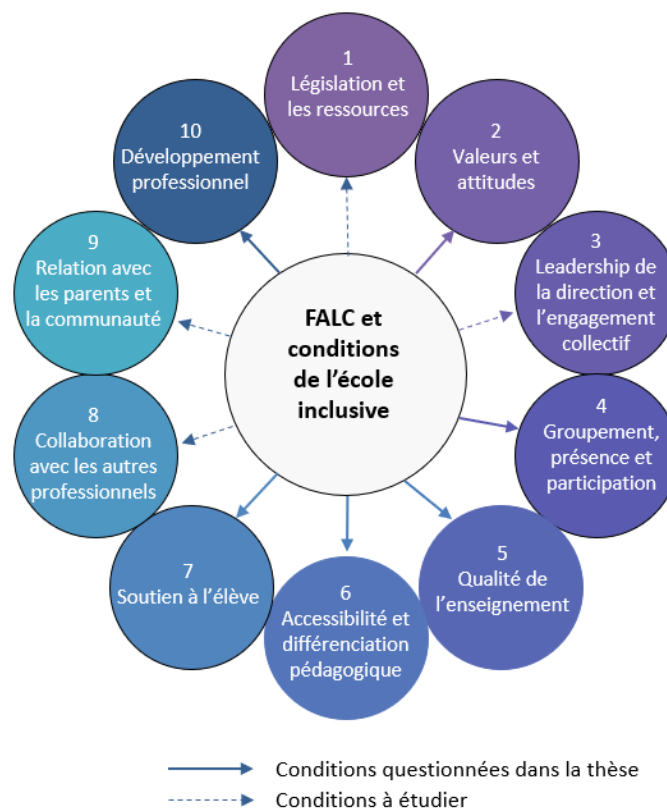 1
Législation et
les ressources
2
Valeurs et
attitudes
3
Leadership de
la direction et
l'engagement
collectif
4
Groupement,
présence et
participation
5
Qualité de
l'enseignement
6
Accessibilité et
différenciation
pédagogique
7
Soutien à l'élève
8
Collaboration
avec les autres
professionnels
9
Relation avec
les parents et
la communauté
10
Développement
professionnel
FALC et
conditions
de l'école
inclusive
Conditions questionnées dans la thèse
Conditions à étudier